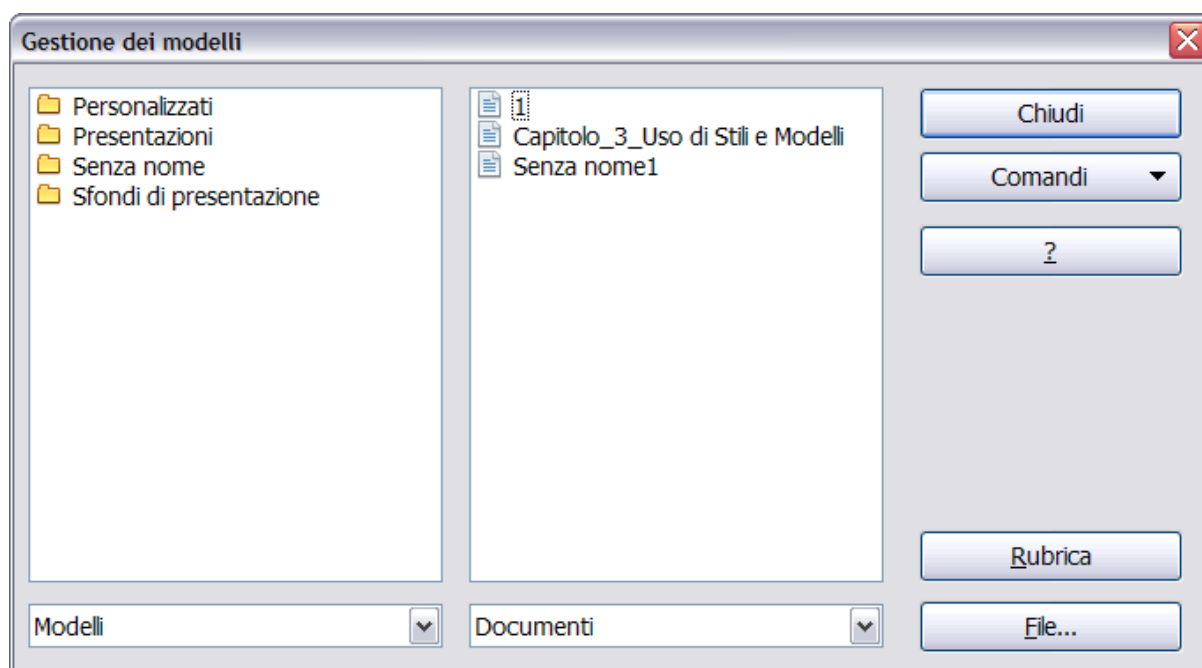 Gestione dei modelli
Personalizzati
Presentazioni
Senza nome
Sfondi di presentazione
1
Capitolo_3_Uso di Stili e Modelli
Senza nome1
Chiudi
Comandi
?
Rubrica
Modelli
Documenti
File...